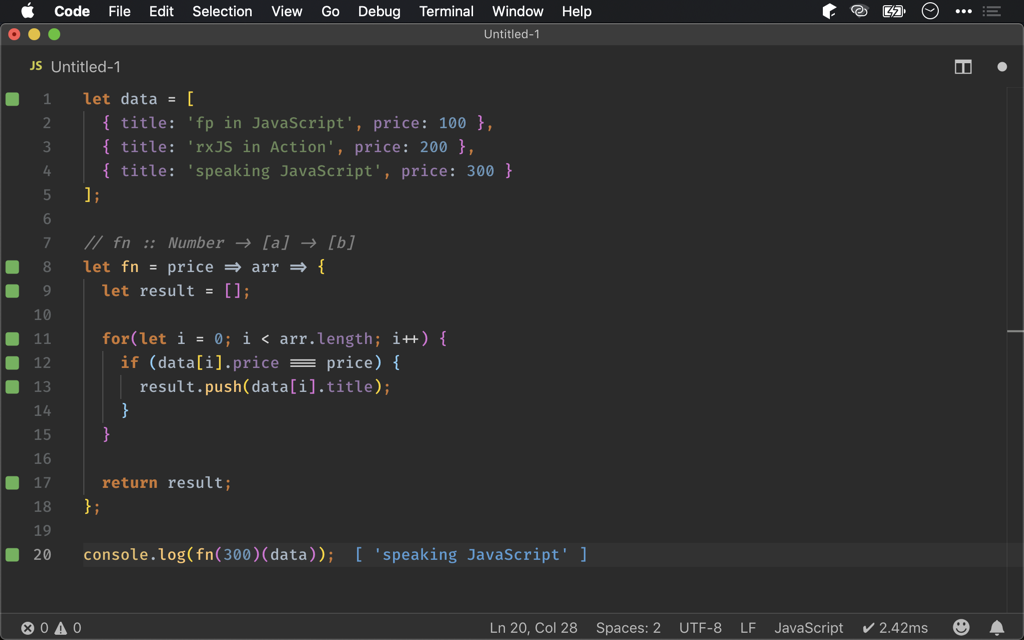 Code File Edit Selection View Go Debug Terminal Window Help
Untitled-1
JS Untitled-1
1 let data = [
2 { title: 'fp in JavaScript', price: 100 },
3 { title: 'rxJS in Action', price: 200 },
4 { title: 'speaking JavaScript', price: 300 }
5 ];
6
7 // fn :: Number → [a] → [b]
8 let fn = price ⇒ arr ⇒ {
9 let result = [];
10
11 for(let i = 0; i < arr.length; i++) {
12 if (data[i].price === price) {
13 result.push(data[i].title);
14 }
15 }
16
17 return result;
18 };
19
20 console.log(fn(300)(data)); [ 'speaking JavaScript' ]
0 0 Ln 20, Col 28 Spaces: 2 UTF-8 LF JavaScript ✔ 2.42ms